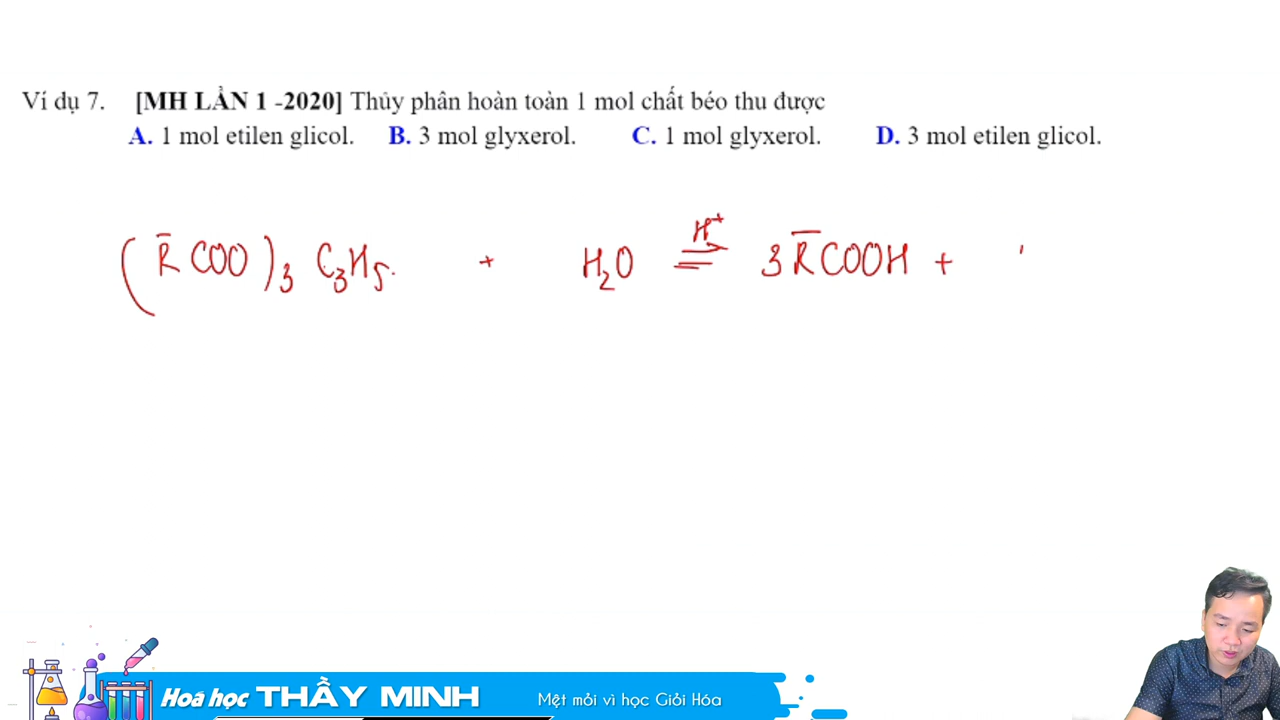 Ví dụ 7. [MH LẦN 1 -2020] Thủy phân hoàn toàn 1 mol chất béo thu được
A. 1 mol etilen glicol. B. 3 mol glyxerol. C. 1 mol glyxerol. D. 3 mol etilen glicol.
(R̅COO)₃C₃H₅. + H₂O ⇌ H⁺ 3R̅COOH +
Hoá học THẦY MINH Mệt mỏi vì học Giỏi Hóa